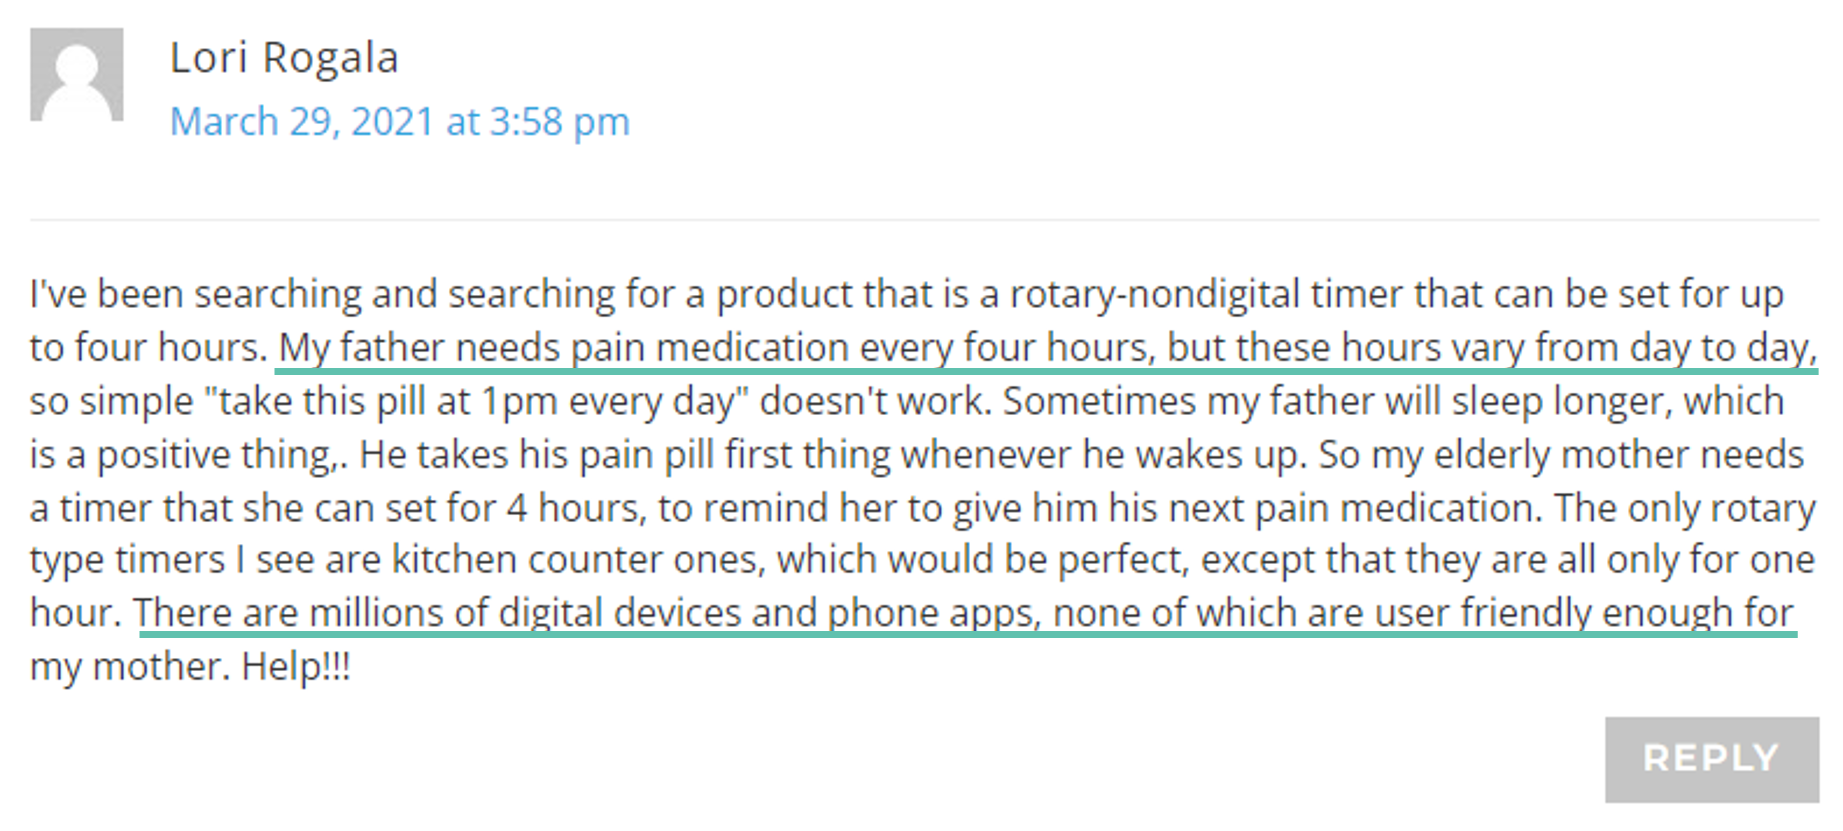 Lori Rogala
March 29, 2021 at 3:58 pm
I've been searching and searching for a product that is a rotary-nondigital timer that can be set for up
to four hours. My father needs pain medication every four hours, but these hours vary from day to day,
so simple "take this pill at 1pm every day" doesn't work. Sometimes my father will sleep longer, which
is a positive thing,. He takes his pain pill first thing whenever he wakes up. So my elderly mother needs
a timer that she can set for 4 hours, to remind her to give him his next pain medication. The only rotary
type timers I see are kitchen counter ones, which would be perfect, except that they are all only for one
hour. There are millions of digital devices and phone apps, none of which are user friendly enough for
my mother. Help!!!
REPLY